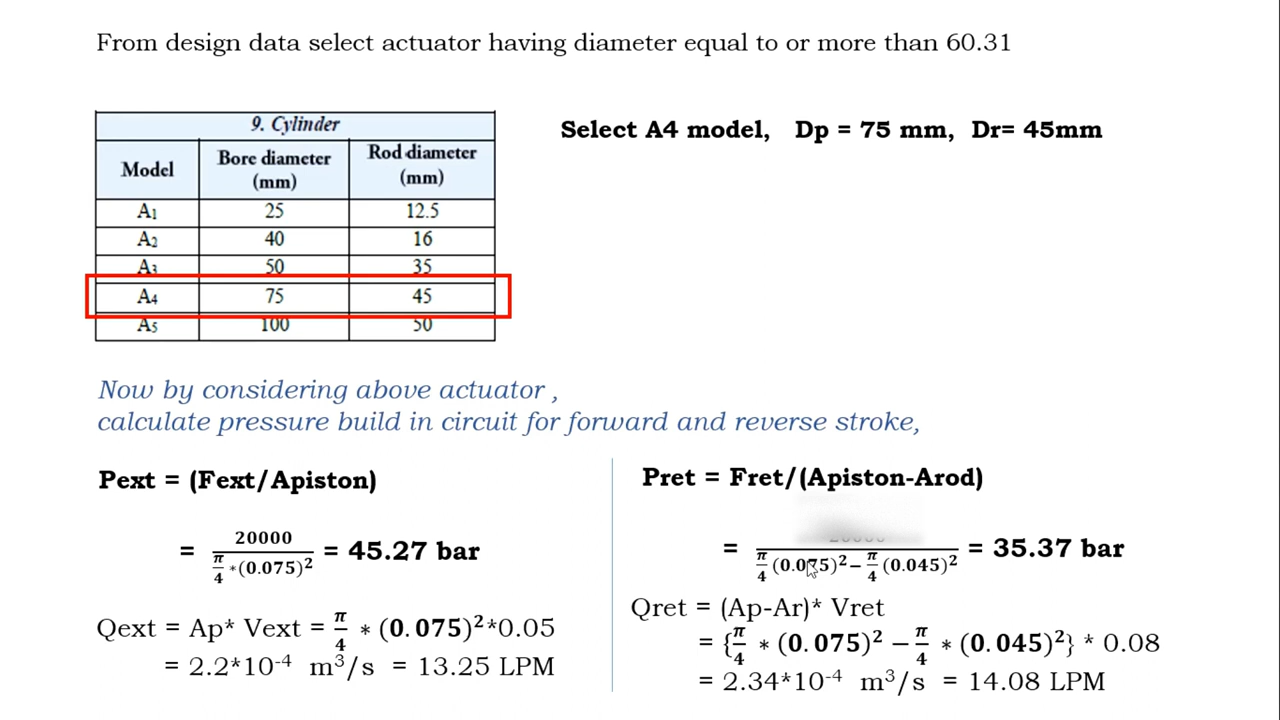 From design data select actuator having diameter equal to or more than 60.31
9. Cylinder
Model Bore diameter (mm) Rod diameter (mm)
A1 25 12.5
A2 40 16
A3 50 35
A4 75 45
A5 100 50
Select A4 model, Dp = 75 mm, Dr= 45mm
Now by considering above actuator ,
calculate pressure build in circuit for forward and reverse stroke,
Pext = (Fext/Apiston)
= 20000 / π/4 *(0.075)² = 45.27 bar
Qext = Ap* Vext = π/4 * (0.075)²*0.05
= 2.2*10⁻⁴ m³/s = 13.25 LPM
Pret = Fret/(Apiston-Arod)
= π/4 (0.075)² − π/4 (0.045)² = 35.37 bar
Qret = (Ap-Ar)* Vret
= {π/4 * (0.075)² − π/4 * (0.045)²} * 0.08
= 2.34*10⁻⁴ m³/s = 14.08 LPM